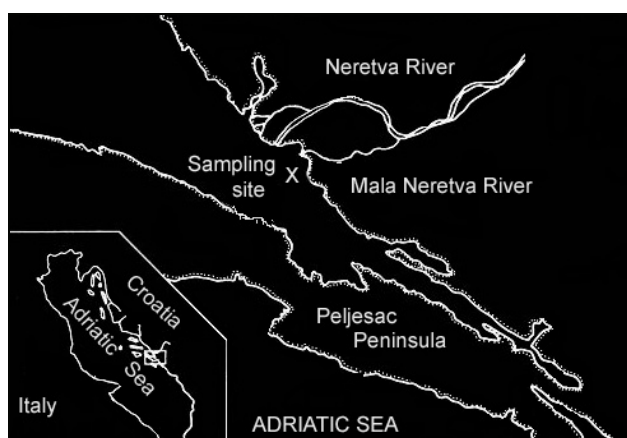 Neretva River
Sampling
site
X
Mala Neretva River
Peljesac
Peninsula
Croatia
Adriatic Sea
Italy
ADRIATIC SEA